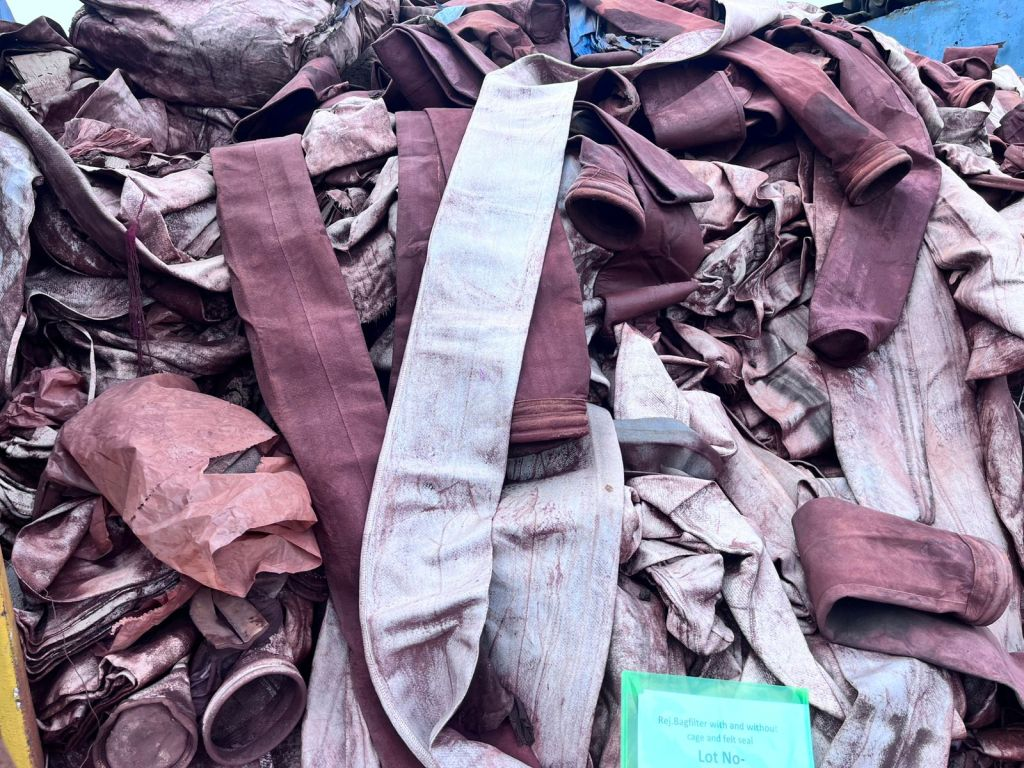 Rej.Bagfilter with and without
cage and felt seal
Lot No-